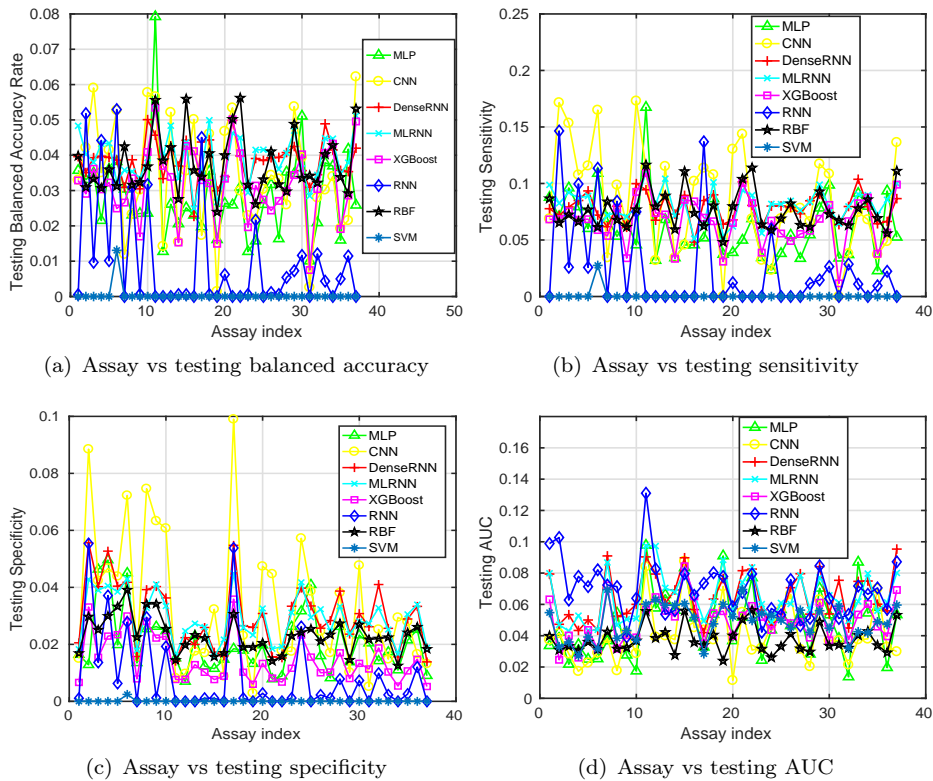 Testing Balanced Accuracy Rate
0.08
0.07
0.06
0.05
0.04
0.03
0.02
0.01
0
0 10 20 30 40 50
Assay index
MLP
CNN
DenseRNN
MLRNN
XGBoost
RNN
RBF
SVM
(a) Assay vs testing balanced accuracy
Testing Sensitivity
0.25
0.2
0.15
0.1
0.05
0
0 10 20 30 40
Assay index
MLP
CNN
DenseRNN
MLRNN
XGBoost
RNN
RBF
SVM
(b) Assay vs testing sensitivity
Testing Specificity
0.1
0.08
0.06
0.04
0.02
0
0 10 20 30 40
Assay index
MLP
CNN
DenseRNN
MLRNN
XGBoost
RNN
RBF
SVM
(c) Assay vs testing specificity
Testing AUC
0.16
0.14
0.12
0.1
0.08
0.06
0.04
0.02
0
0 10 20 30 40
Assay index
MLP
CNN
DenseRNN
MLRNN
XGBoost
RNN
RBF
SVM
(d) Assay vs testing AUC